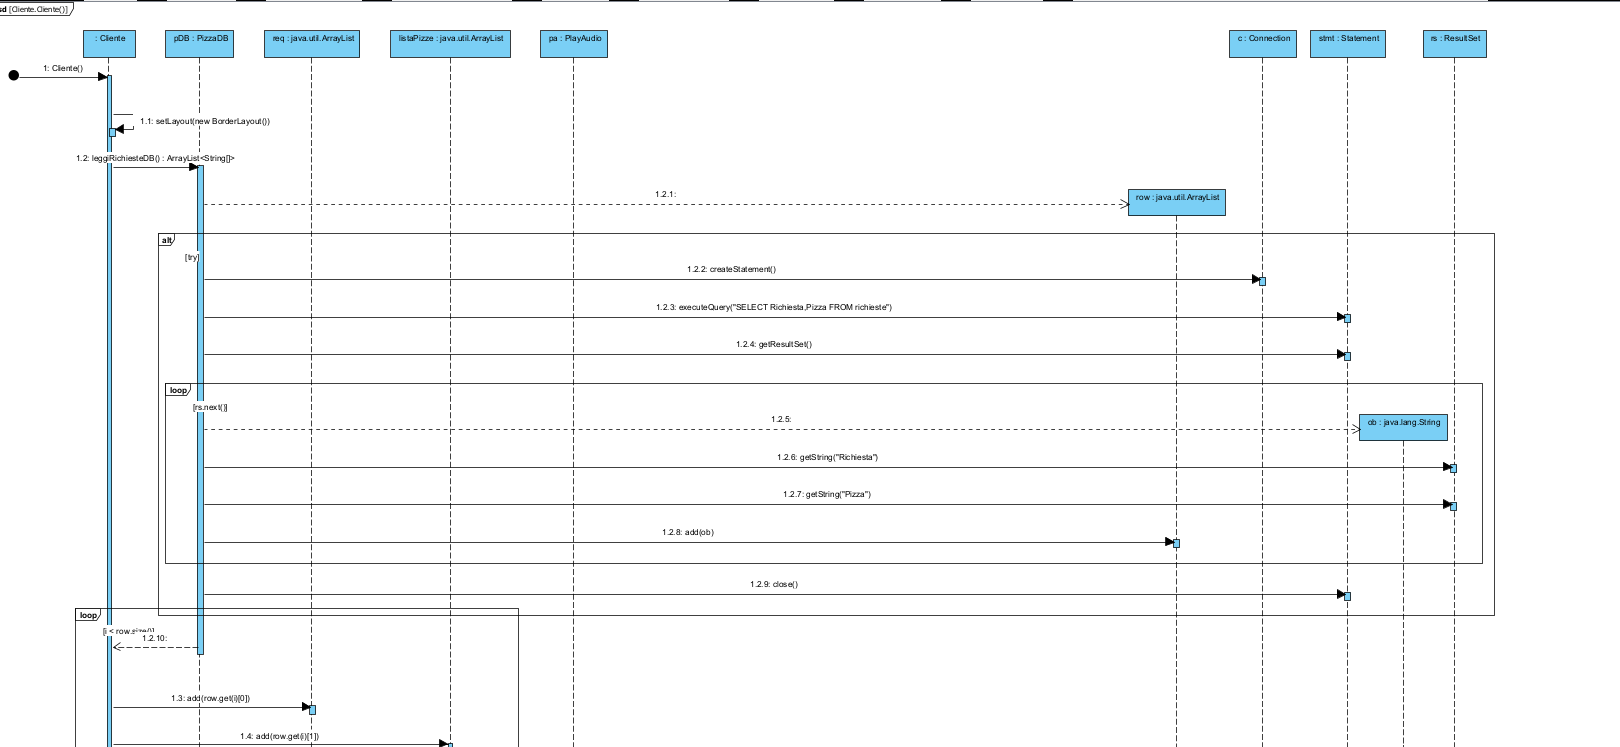 sd [Cliente.Cliente()]
: Cliente
pDB : PizzaDB
req : java.util.ArrayList
listaPizze : java.util.ArrayList
pa : PlayAudio
c : Connection
stmt : Statement
rs : ResultSet
1: Cliente()
1.1: setLayout(new BorderLayout())
1.2: leggiRichiesteDB() : ArrayList<String[]>
1.2.1:
row : java.util.ArrayList
alt
[try]
1.2.2: createStatement()
1.2.3: executeQuery("SELECT Richiesta,Pizza FROM richieste")
1.2.4: getResultSet()
loop
[rs.next()]
1.2.5:
ob : java.lang.String
1.2.6: getString("Richiesta")
1.2.7: getString("Pizza")
1.2.8: add(ob)
1.2.9: close()
loop
[i < row.size()]
1.2.10:
1.3: add(row.get(i)[0])
1.4: add(row.get(i)[1])